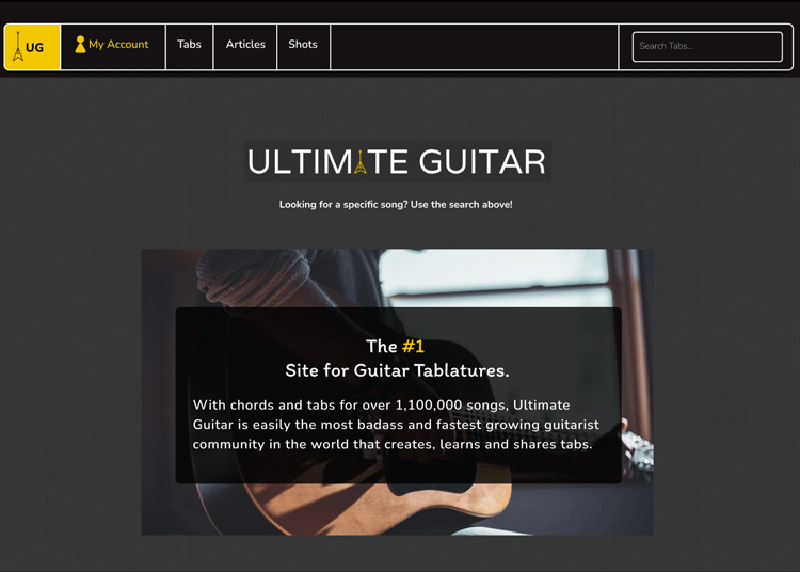 UG
My Account
Tabs
Articles
Shots
Search Tabs...
ULTIMATE GUITAR
Looking for a specific song? Use the search above!
The #1
Site for Guitar Tablatures.
With chords and tabs for over 1,100,000 songs, Ultimate
Guitar is easily the most badass and fastest growing guitarist
community in the world that creates, learns and shares tabs.